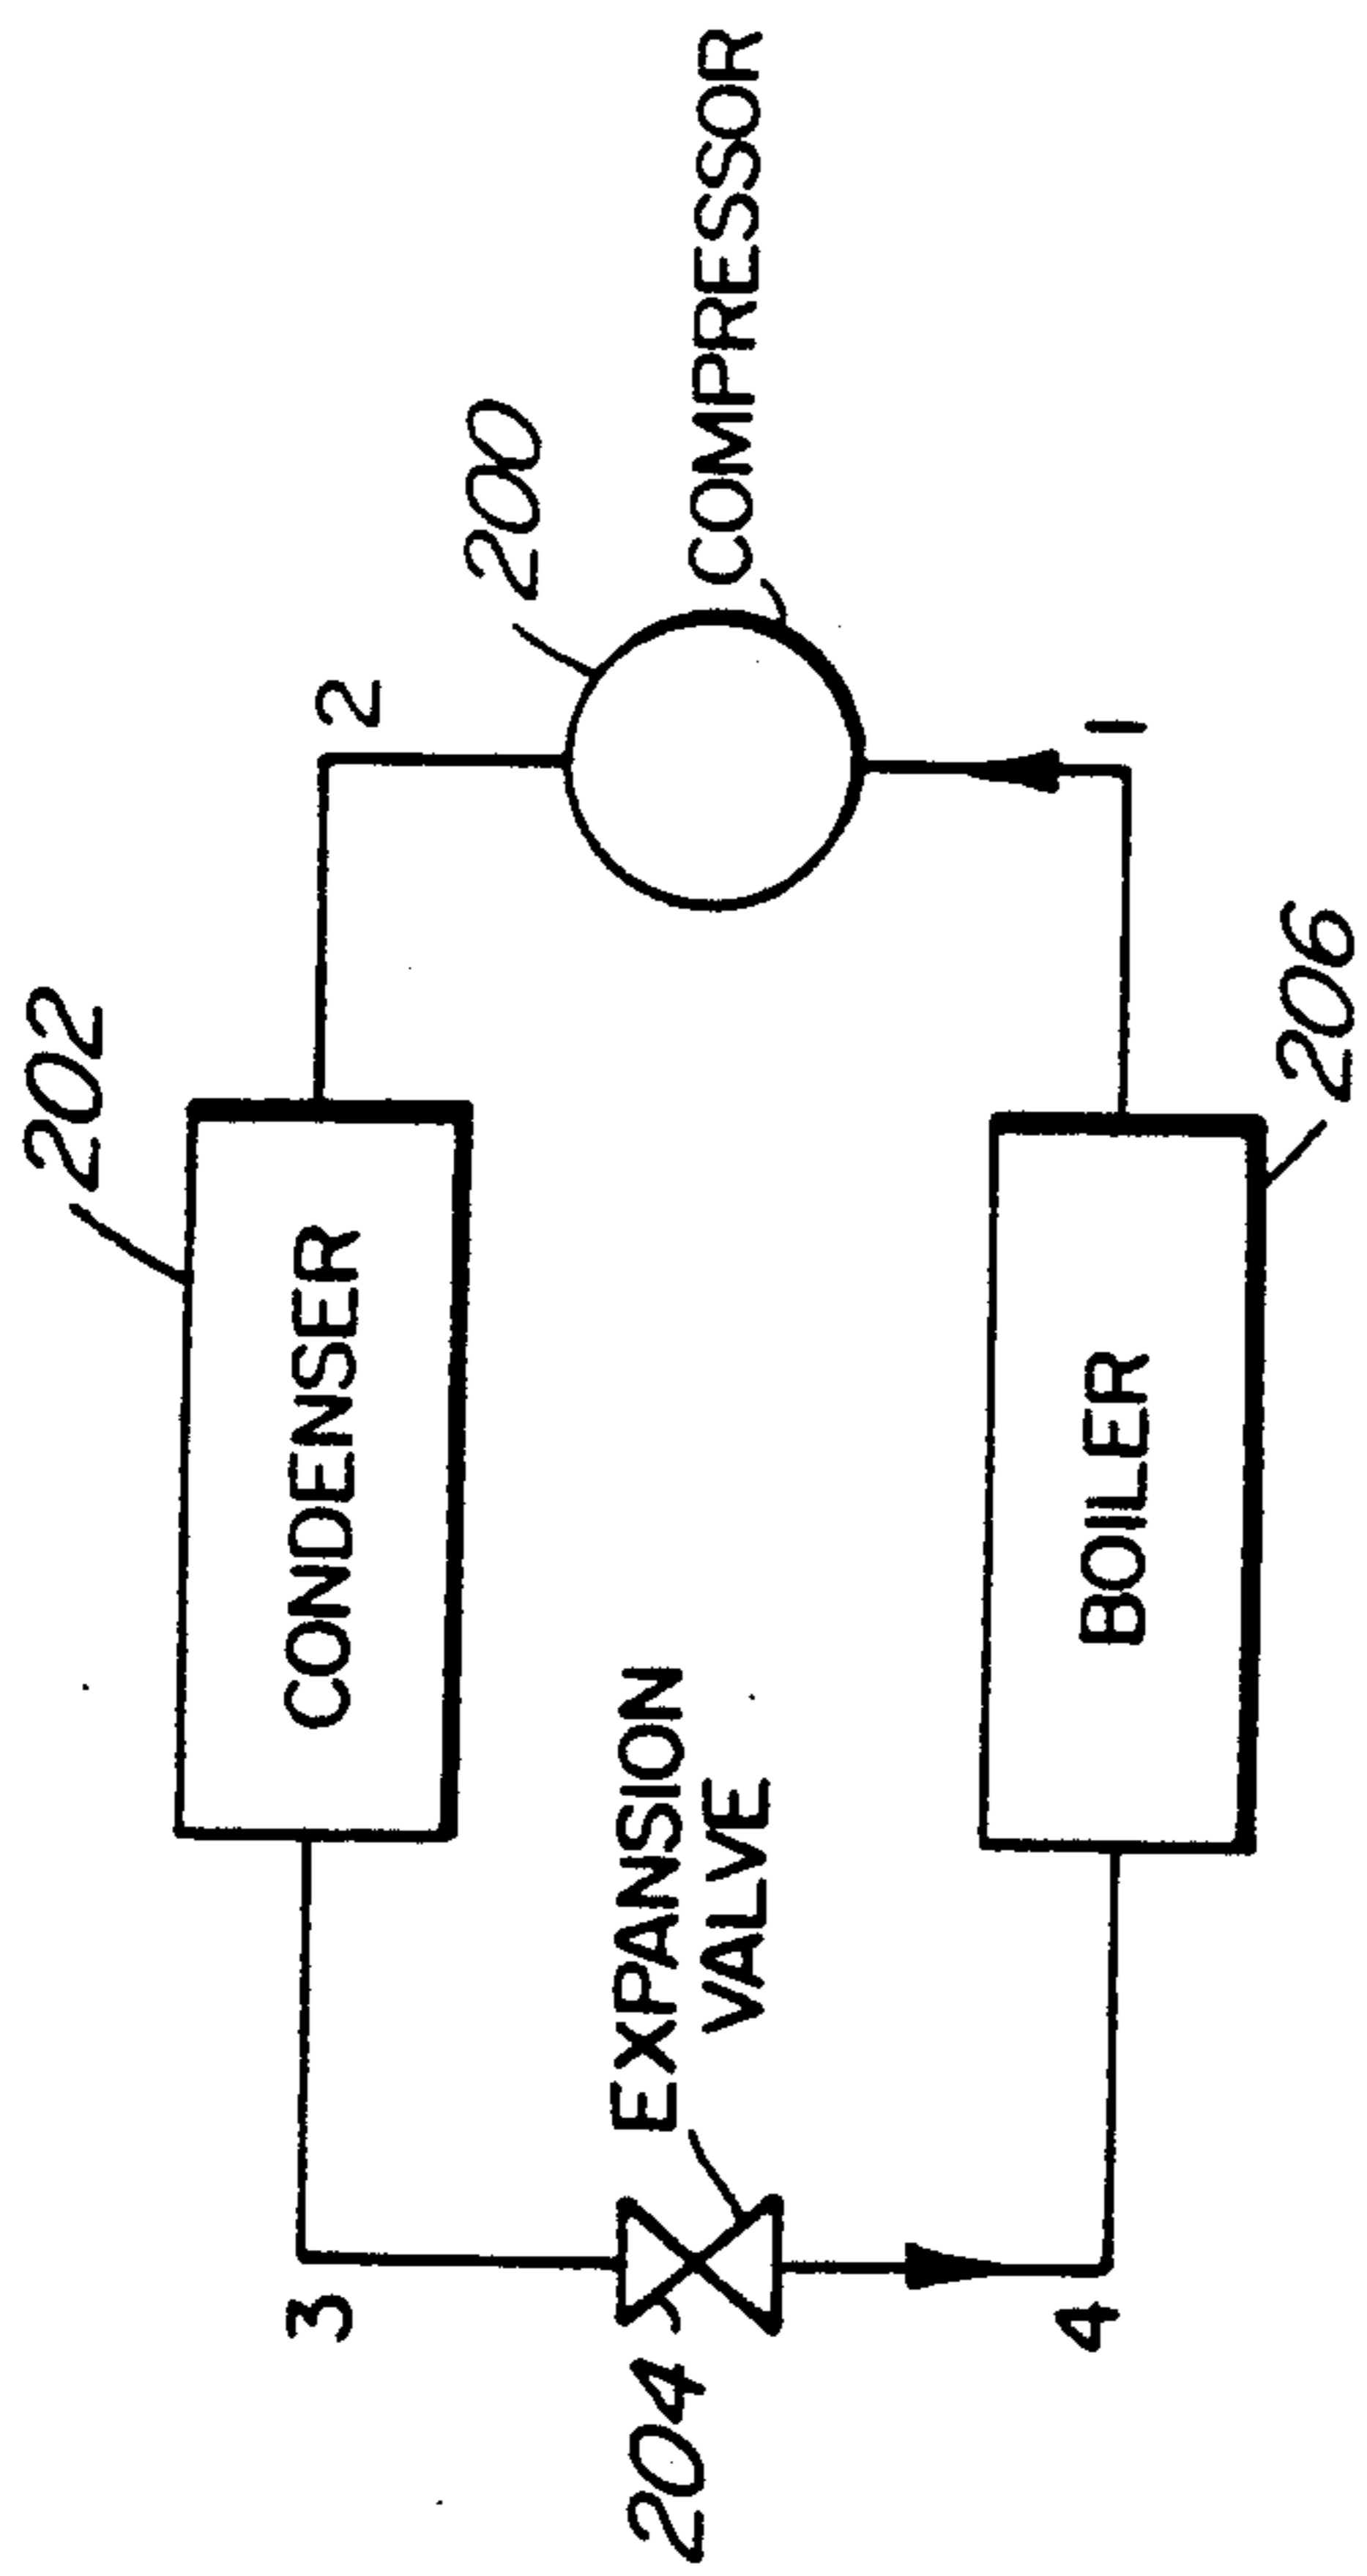 202
CONDENSER
3
2
200
204
EXPANSION
VALVE
COMPRESSOR
4
BOILER
1
206